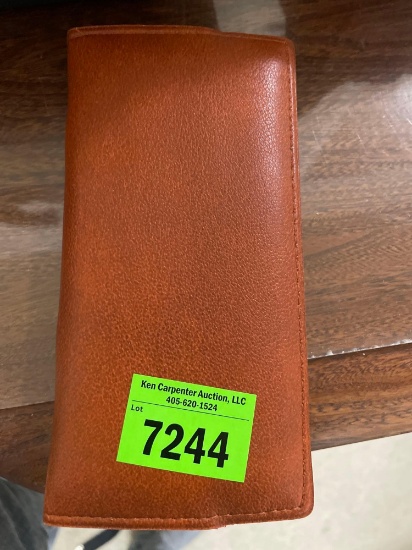 Ken Carpenter Auction, LLC
405-620-1524
Lot
7244